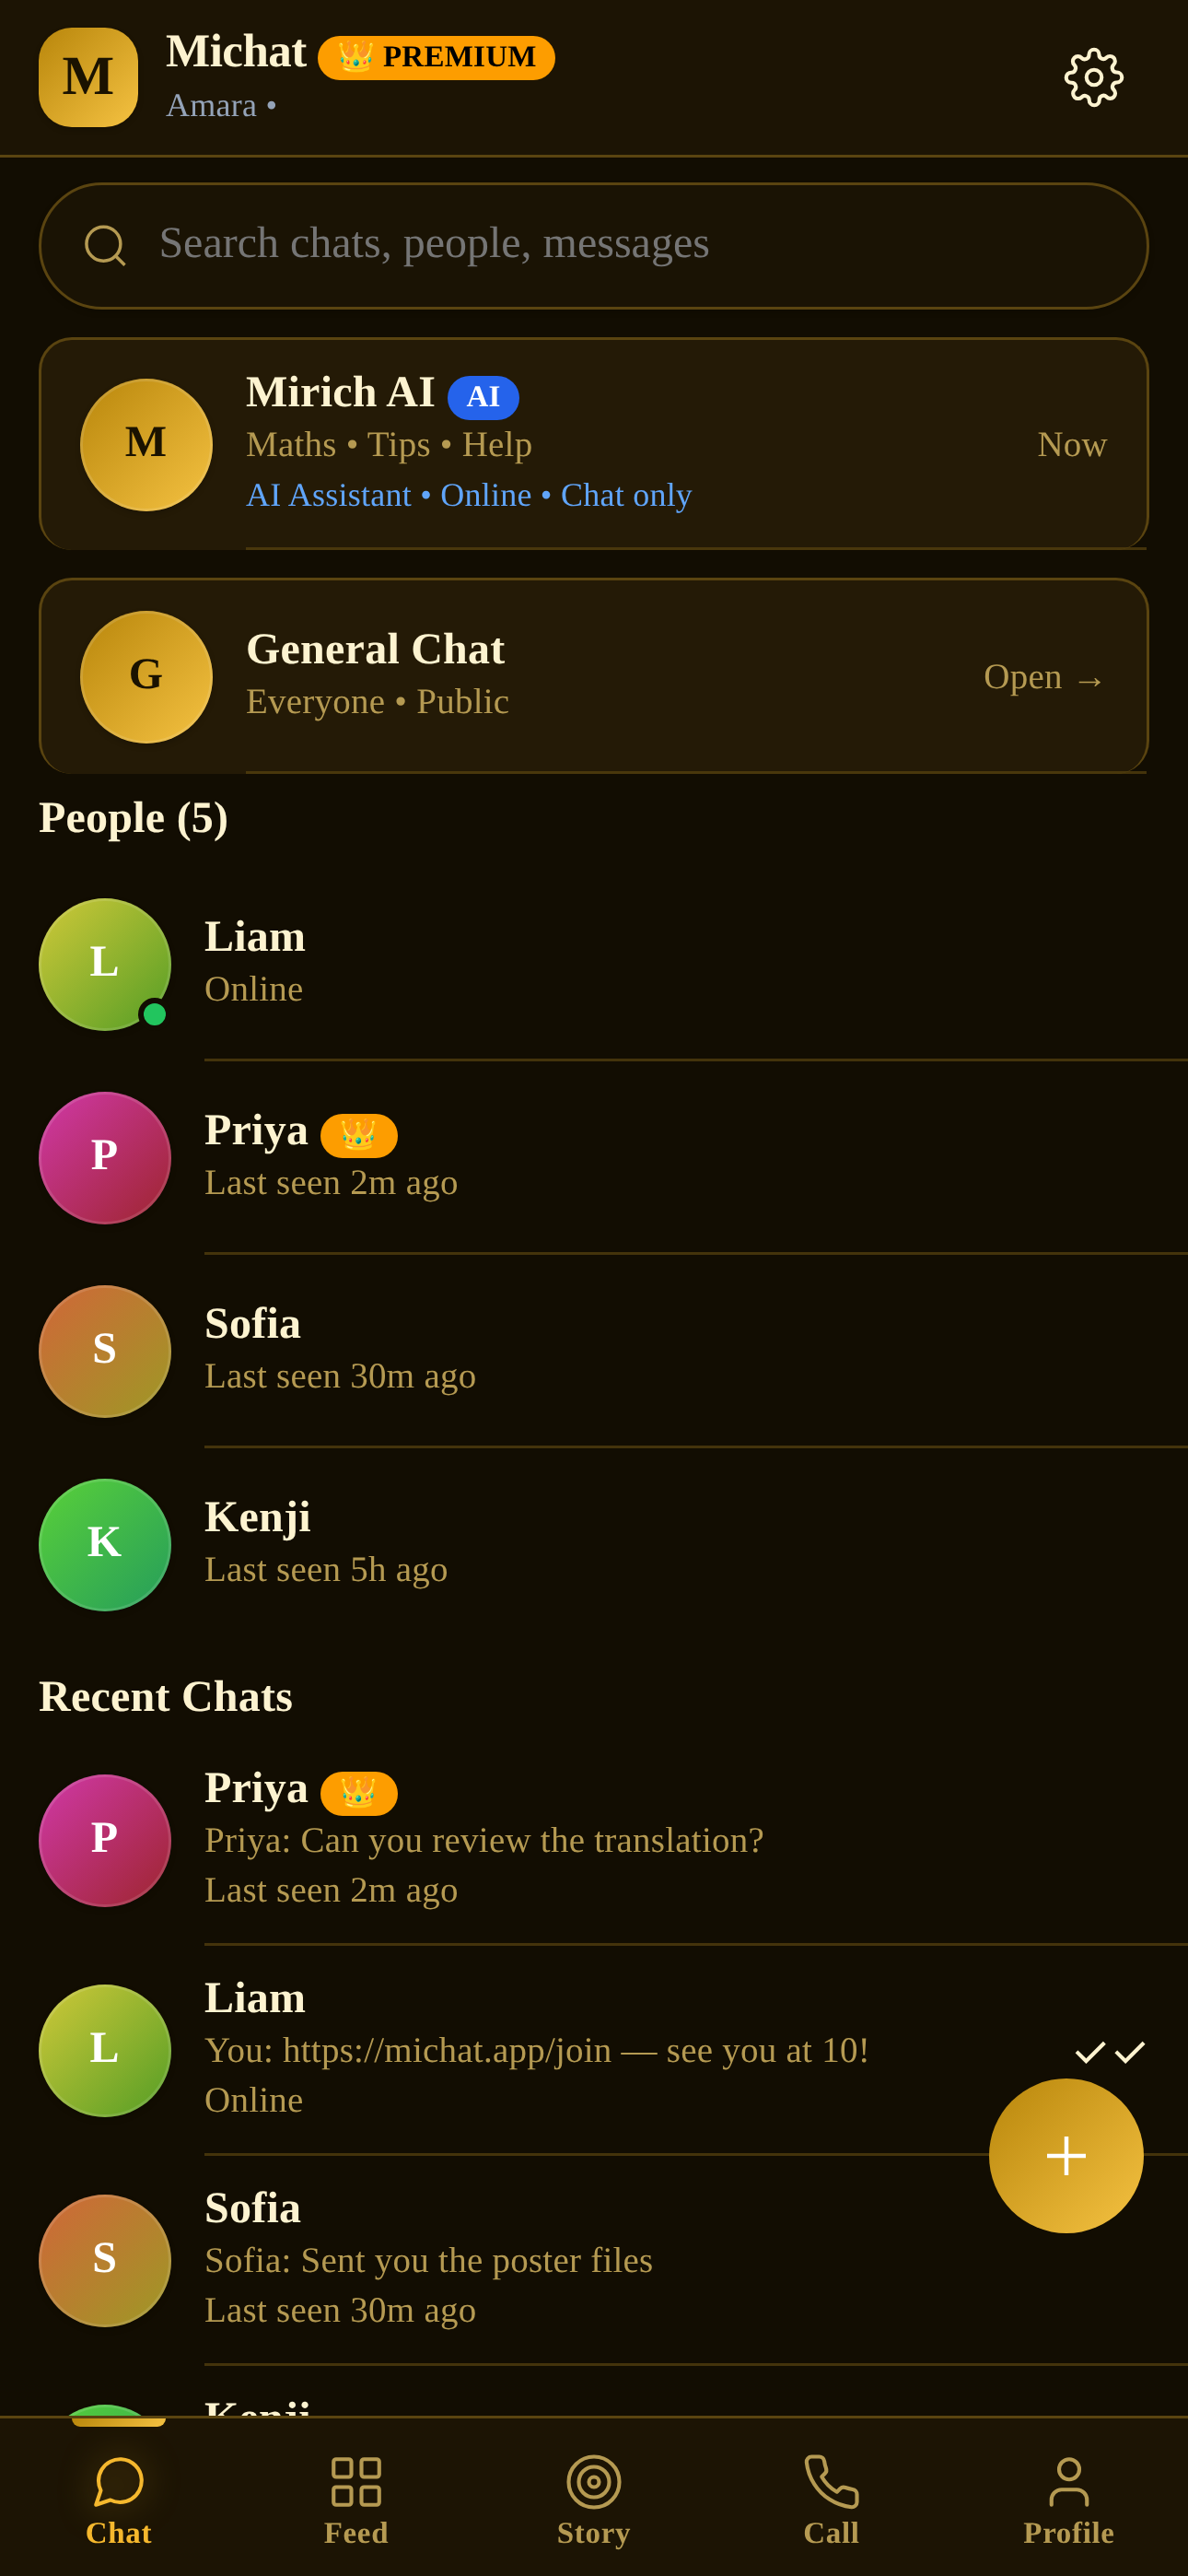 M
Michat 👑 PREMIUM
Amara •
Search chats, people, messages
M
Mirich AI AI
Maths • Tips • Help
Now
AI Assistant • Online • Chat only
G
General Chat
Everyone • Public
Open →
People (5)
L
Liam
Online
P
Priya 👑
Last seen 2m ago
S
Sofia
Last seen 30m ago
K
Kenji
Last seen 5h ago
Recent Chats
P
Priya 👑
Priya: Can you review the translation?
Last seen 2m ago
L
Liam
You: https://michat.app/join — see you at 10!
Online
S
Sofia
Sofia: Sent you the poster files
Last seen 30m ago
Kenji
Chat
Feed
Story
Call
Profile